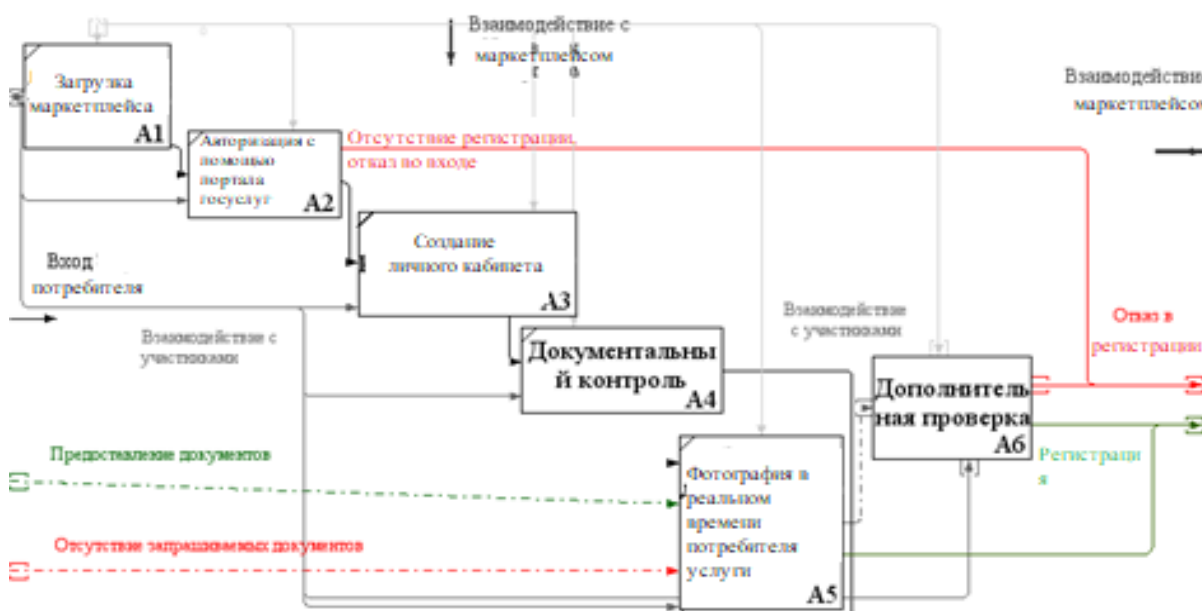 Взаимодействие с
маркетплейсом
Загрузка
маркетплейса
A1
Взаимодействие
маркетплейсом
Авторизация с
помощью
портала
госуслуг
A2
Отсутствие регистрации,
отказ во входе
Создание
личного кабинета
A3
Вход
потребителя
Взаимодействие с
участниками
Документальны
й контроль
A4
Взаимодействие
с участниками
Отказ в
регистрации
Дополнитель
ная проверка
A6
Регистраци
я
Предоставление документов
Отсутствие запрашиваемых документов
Фотография в
реальном
времени
потребителя
услуги
A5